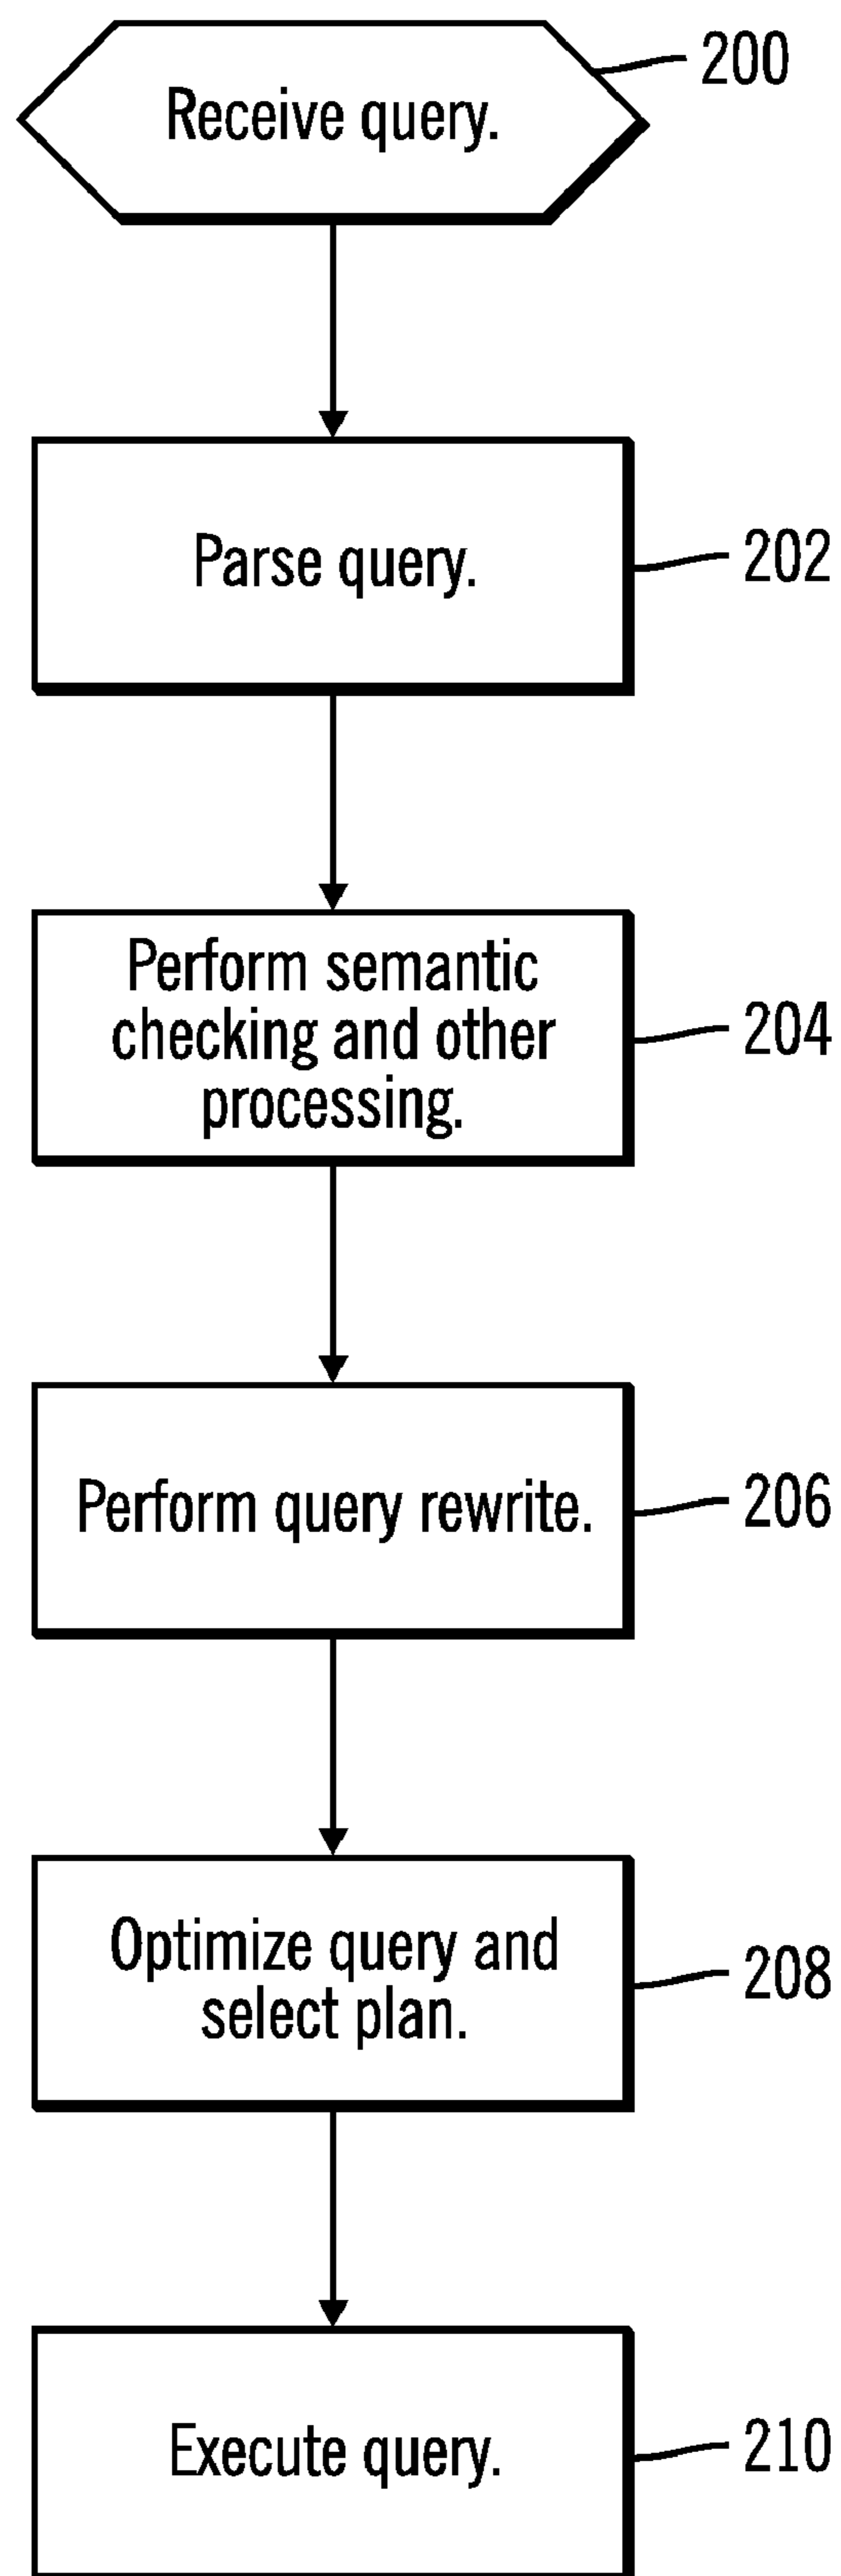 Receive query.
200
Parse query.
202
Perform semantic
checking and other
processing.
204
Perform query rewrite.
206
Optimize query and
select plan.
208
Execute query.
210